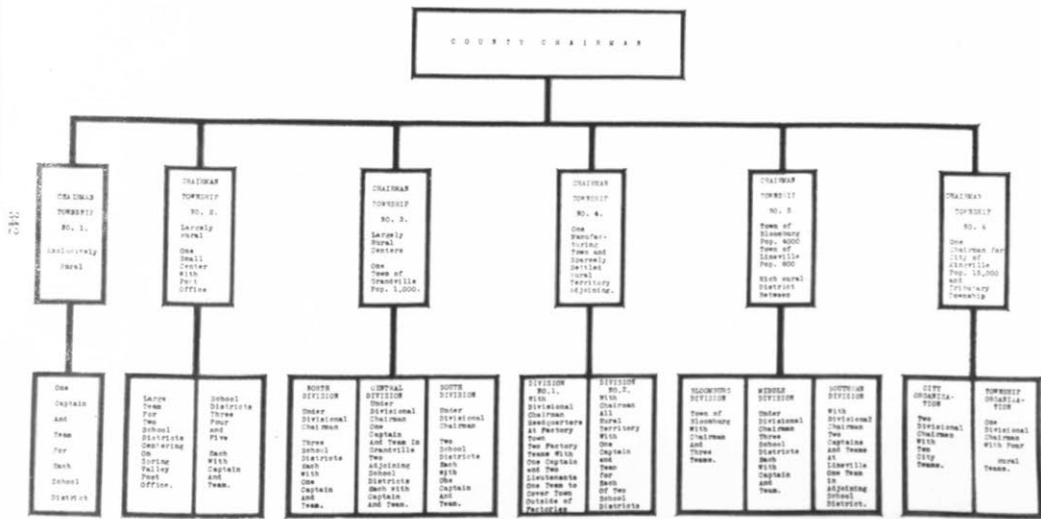 COUNTY CHAIRMAN
CHAIRMAN
TOWNSHIP
NO. 1.
Exclusively
Rural
CHAIRMAN
TOWNSHIP
NO. 2.
Largely
Rural
One
Small
Center
With
Post
Office
CHAIRMAN
TOWNSHIP
NO. 3.
Largely
Rural
Centers
One
Town of
Grandville
Pop. 1,000.
CHAIRMAN
TOWNSHIP
NO. 4.
One
Manufac-
turing
Town and
Sparsely
Settled
Rural
Territory
Adjoining.
CHAIRMAN
TOWNSHIP
NO. 5
Town of
Bloomburg
Pop. 4000
Town of
Linеville
Pop. 800
Rich Rural
District
Between
CHAIRMAN
TOWNSHIP
NO. 6
One
Chairman for
City of
Pop. 15,000
and
Tributary
Township
One
Captain
And
Team
For
Each
School
District
Large
Team
For
Two
School
Districts
Centering
On
Spring
Valley
Post
Office.
School
Districts
Three
Four
and
Five
Each
With
Captain
And
Team.
NORTH
DIVISION
Under
Divisional
Chairman
Three
School
Districts
Each
With
One
Captain
And
Team.
CENTRAL
DIVISION
Under
Divisional
Chairman
One
Captain
And Team In
Grandville
Two
Adjoining
School
Districts
Each with
Captain
And Team.
SOUTH
DIVISION
Under
Divisional
Chairman
Two
School
Districts
Each
With
One
Captain
And
Team.
DIVISION
NO.1.
With
Divisional
Chairman
Headquarters
At Factory
Town
Two Factory
Teams With
One Captain
and Two
Lieutenants
One Team to
Cover Town
Outside of
Factories
DIVISION
NO.2.
With
Chairman
All
Rural
Territory
With
One
Captain
and
Team
for
Each
Of Two
School
Districts
BLOOMBURG
DIVISION
Town of
Bloomburg
With
Chairman
And
Three
Teams.
MIDDLE
DIVISION
Under
Divisional
Chairman
Three
School
Districts
Each
With
Captain
And
Team.
SOUTHERN
DIVISION
With
Divisional
Chairman
Two
Captains
And Teams
At
Lineville
One Team
in
Adjoining
School
District.
CITY
ORGANIZA-
TION
Two
Divisional
Chairmen
With
Two
City
Teams.
TOWNSHIP
ORGANIZA-
TION
One
Divisional
Chairman
With Four
Rural
Teams.